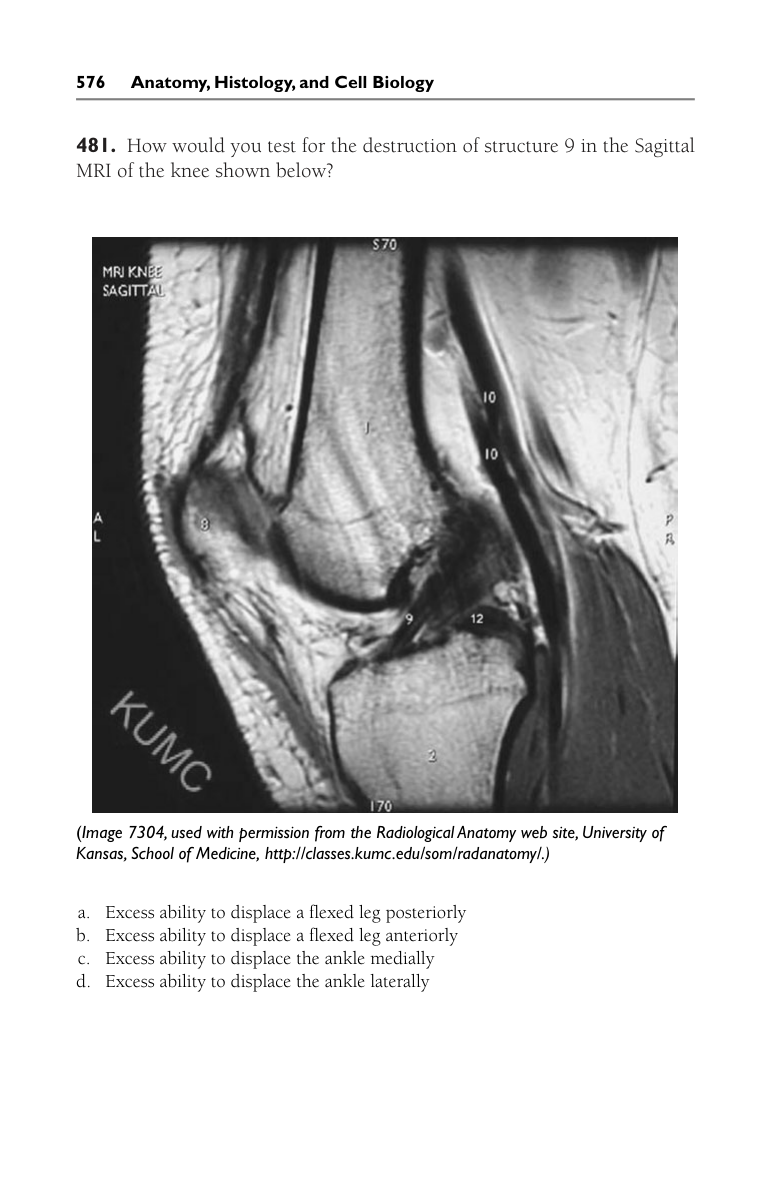 576 Anatomy, Histology, and Cell Biology
481. How would you test for the destruction of structure 9 in the Sagittal
MRI of the knee shown below?
S70
MRI KNEE
SAGITTAL
10
1
10
8
A
L
P
R
9
12
2
KUMC
I70
(Image 7304, used with permission from the Radiological Anatomy web site, University of
Kansas, School of Medicine, http://classes.kumc.edu/som/radanatomy/.)
a. Excess ability to displace a flexed leg posteriorly
b. Excess ability to displace a flexed leg anteriorly
c. Excess ability to displace the ankle medially
d. Excess ability to displace the ankle laterally